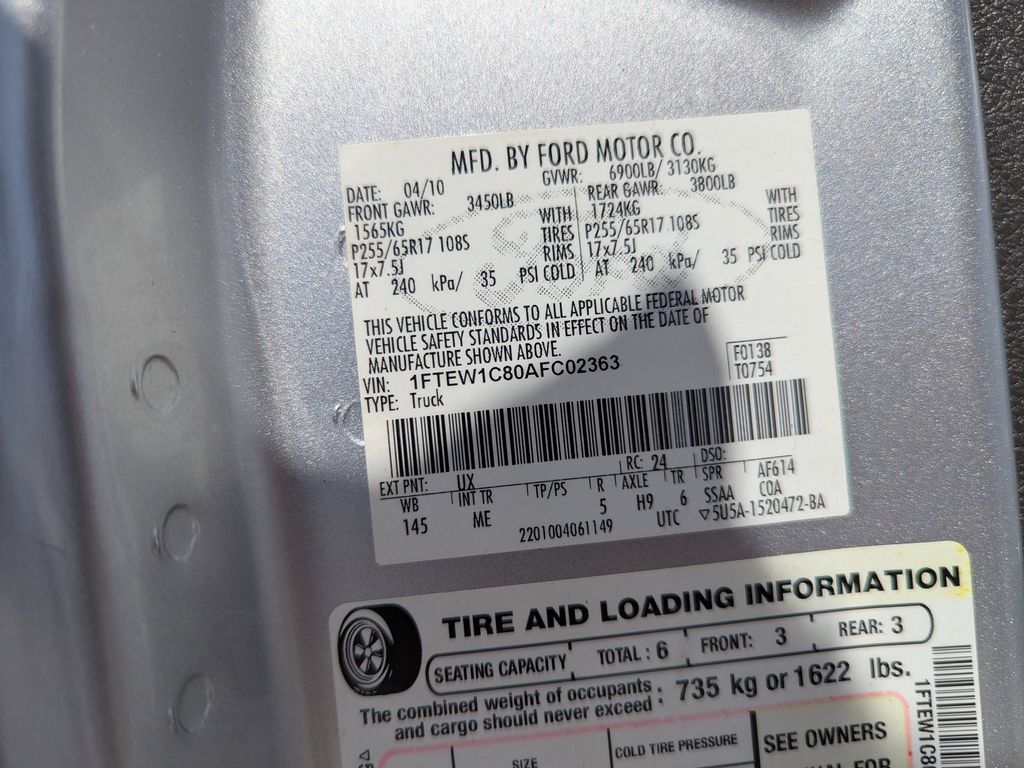 MFD. BY FORD MOTOR CO.
DATE: 04/10 GVWR: 6900LB/ 3130KG
FRONT GAWR: 3450LB REAR GAWR: 3800LB
1565KG WITH 1724KG WITH
P255/65R17 108S TIRES P255/65R17 108S TIRES
17x7.5J RIMS 17x7.5J RIMS
AT 240 kPa/ 35 PSI COLD AT 240 kPa/ 35 PSI COLD
THIS VEHICLE CONFORMS TO ALL APPLICABLE FEDERAL MOTOR
VEHICLE SAFETY STANDARDS IN EFFECT ON THE DATE OF
MANUFACTURE SHOWN ABOVE.
VIN: 1FTEW1C80AFC02363 F0138
TYPE: Truck T0754
EXT PNT: UX RC: 24 DSO:
WB INT TR TP/PS R AXLE TR SPR AF614
145 ME 5 H9 6 SSAA COA
2201004061149 UTC ▽5U5A-1520472-BA
TIRE AND LOADING INFORMATION
SEATING CAPACITY TOTAL: 6 FRONT: 3 REAR: 3
The combined weight of occupants and cargo should never exceed : 735 kg or 1622 lbs.
SIZE COLD TIRE PRESSURE SEE OWNERS
FOR
1FTEW1C8